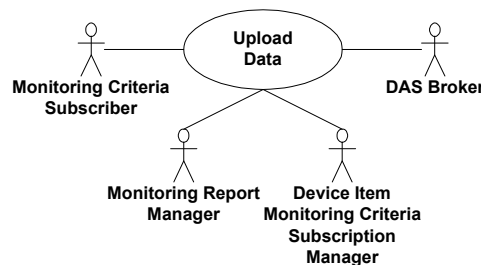 Upload
Data
Monitoring Criteria
Subscriber
DAS Broker
Monitoring Report
Manager
Device Item
Monitoring Criteria
Subscription
Manager